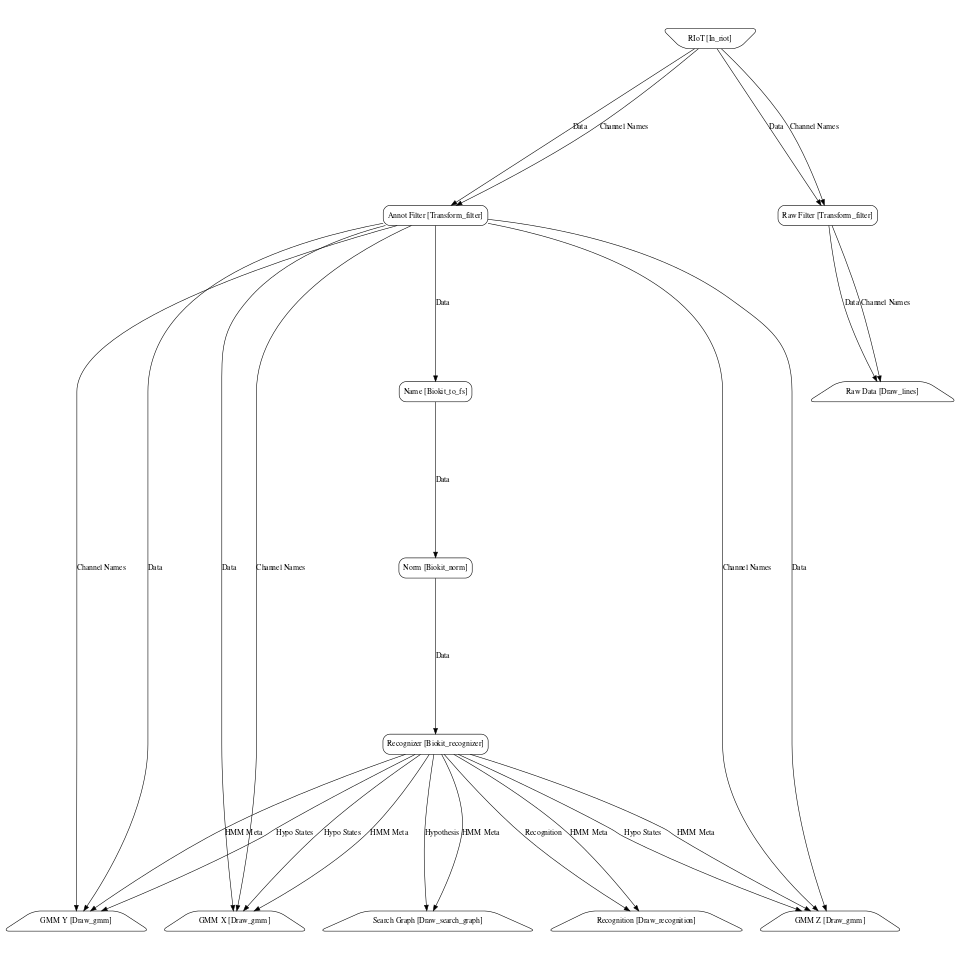 RIoT [In_riot]
Data
Channel Names
Data
Channel Names
Annot Filter [Transform_filter]
Raw Filter [Transform_filter]
Data
Data
Channel Names
Name [Biokit_to_fs]
Raw Data [Draw_lines]
Data
Channel Names
Data
Data
Channel Names
Norm [Biokit_norm]
Channel Names
Data
Data
Recognizer [Biokit_recognizer]
HMM Meta
Hypo States
Hypo States
HMM Meta
Hypothesis
HMM Meta
Recognition
HMM Meta
Hypo States
HMM Meta
GMM Y [Draw_gmm]
GMM X [Draw_gmm]
Search Graph [Draw_search_graph]
Recognition [Draw_recognition]
GMM Z [Draw_gmm]